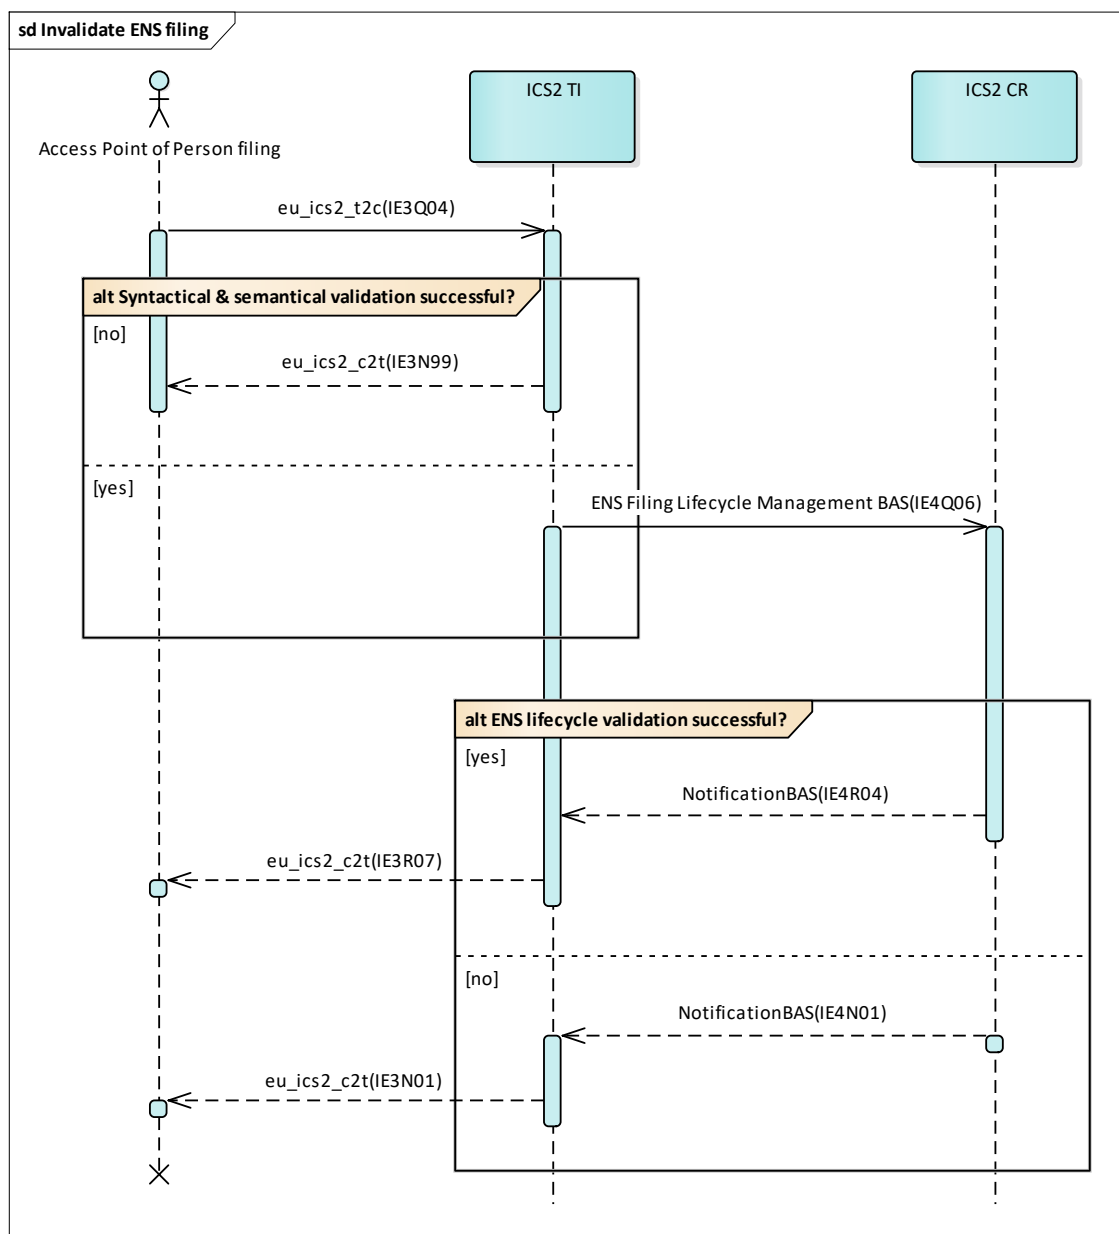 sd Invalidate ENS filing
ICS2 TI
ICS2 CR
Access Point of Person filing
eu_ics2_t2c(IE3Q04)
alt Syntactical & semantical validation successful?
[no]
eu_ics2_c2t(IE3N99)
[yes]
ENS Filing Lifecycle Management BAS(IE4Q06)
alt ENS lifecycle validation successful?
[yes]
NotificationBAS(IE4R04)
eu_ics2_c2t(IE3R07)
[no]
NotificationBAS(IE4N01)
eu_ics2_c2t(IE3N01)